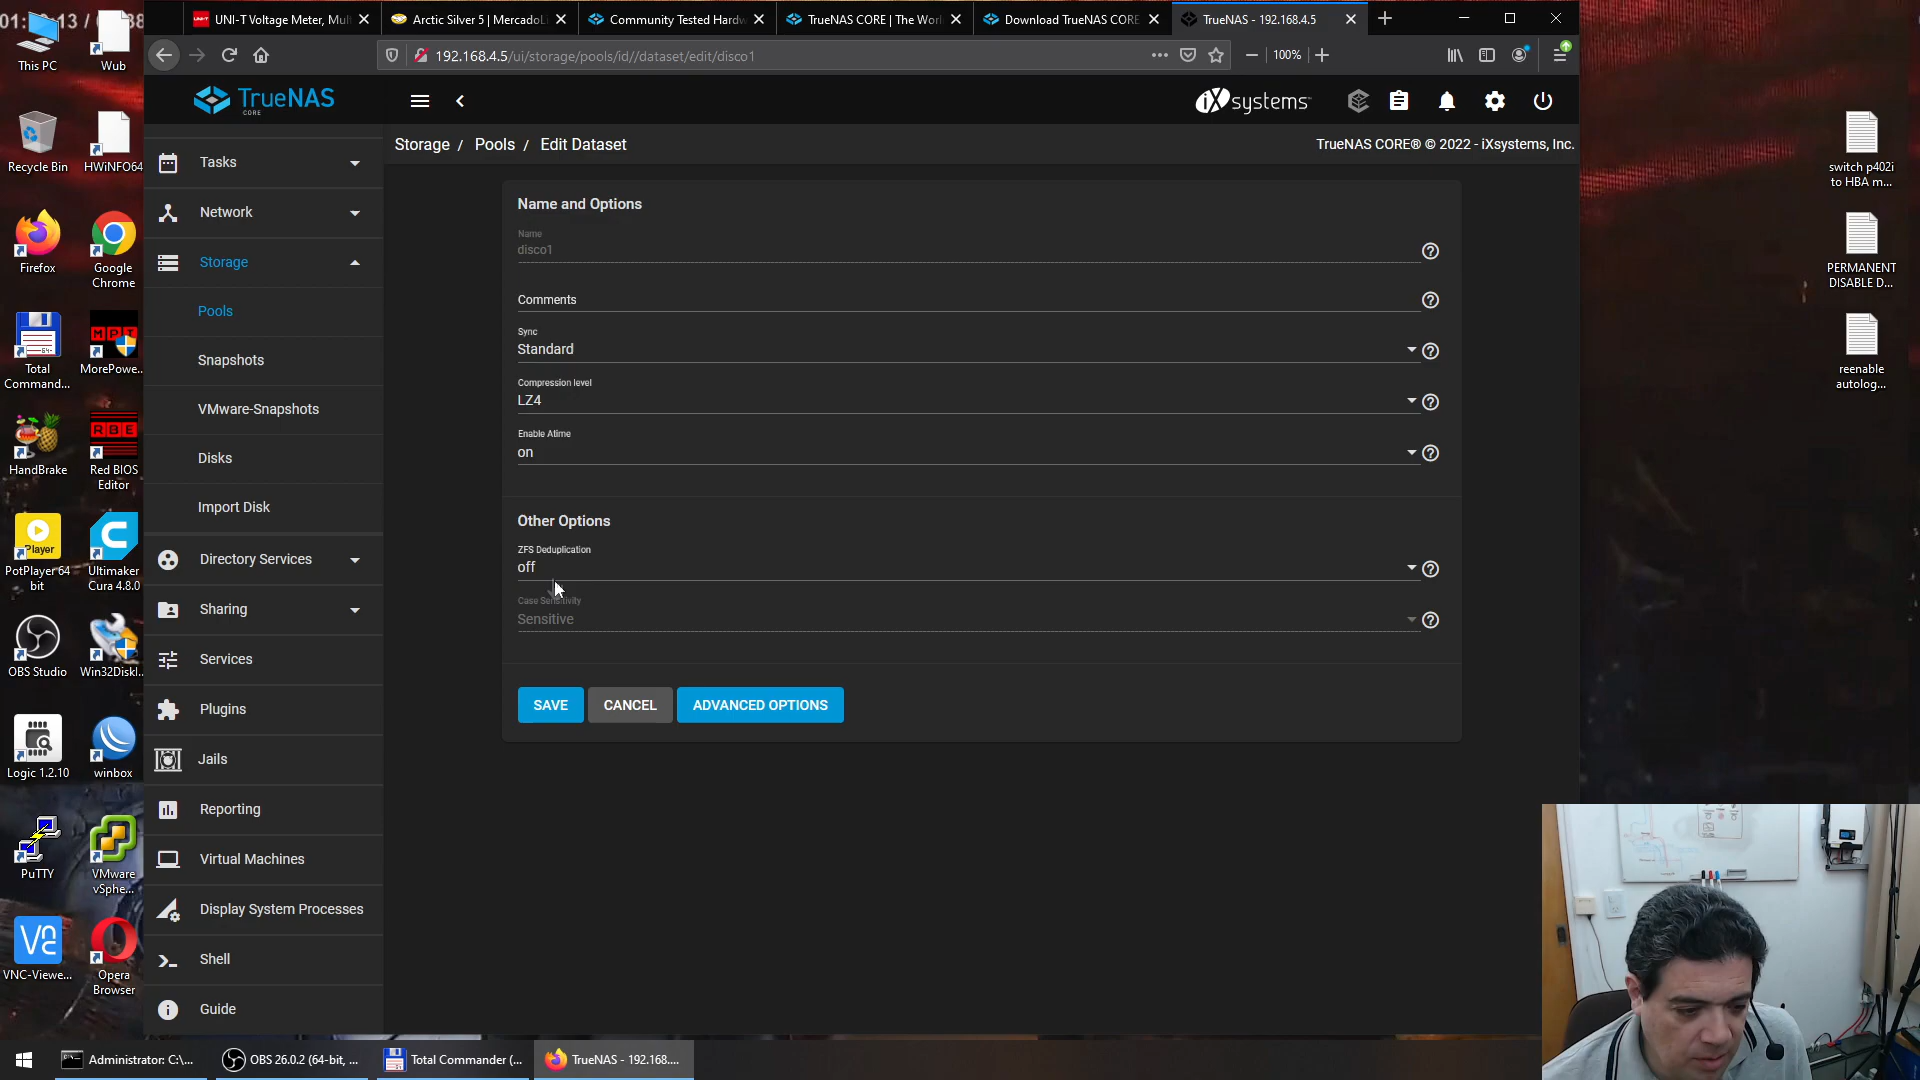 UNI-T Voltage Meter, Mul
Arctic Silver 5 | MercadoLi
Community Tested Hardw
TrueNAS CORE | The Worl
Download TrueNAS CORE
TrueNAS - 192.168.4.5
192.168.4.5/ui/storage/pools/id//dataset/edit/disco1
100%
TrueNAS
CORE
iXsystems
Storage / Pools / Edit Dataset
TrueNAS CORE® © 2022 - iXsystems, Inc.
Tasks
Network
Storage
Pools
Snapshots
VMware-Snapshots
Disks
Import Disk
Directory Services
Sharing
Services
Plugins
Jails
Reporting
Virtual Machines
Display System Processes
Shell
Guide
Name and Options
Name
disco1
Comments
Sync
Standard
Compression level
LZ4
Enable Atime
on
Other Options
ZFS Deduplication
off
Case Sensitivity
Sensitive
SAVE
CANCEL
ADVANCED OPTIONS
This PC
Wub
Recycle Bin
HWiNFO64
Firefox
Google
Chrome
Total
Command...
MorePowe...
HandBrake
Red BIOS
Editor
PotPlayer 64
bit
Ultimaker
Cura 4.8.0
OBS Studio
Win32DiskI...
Logic 1.2.10
winbox
PuTTY
VMware
vSphe...
VNC-Viewe...
Opera
Browser
switch p402i
to HBA m...
PERMANENT
DISABLE D...
reenable
autolog...
Administrator: C:\...
OBS 26.0.2 (64-bit, ...
Total Commander (...
TrueNAS - 192.168....